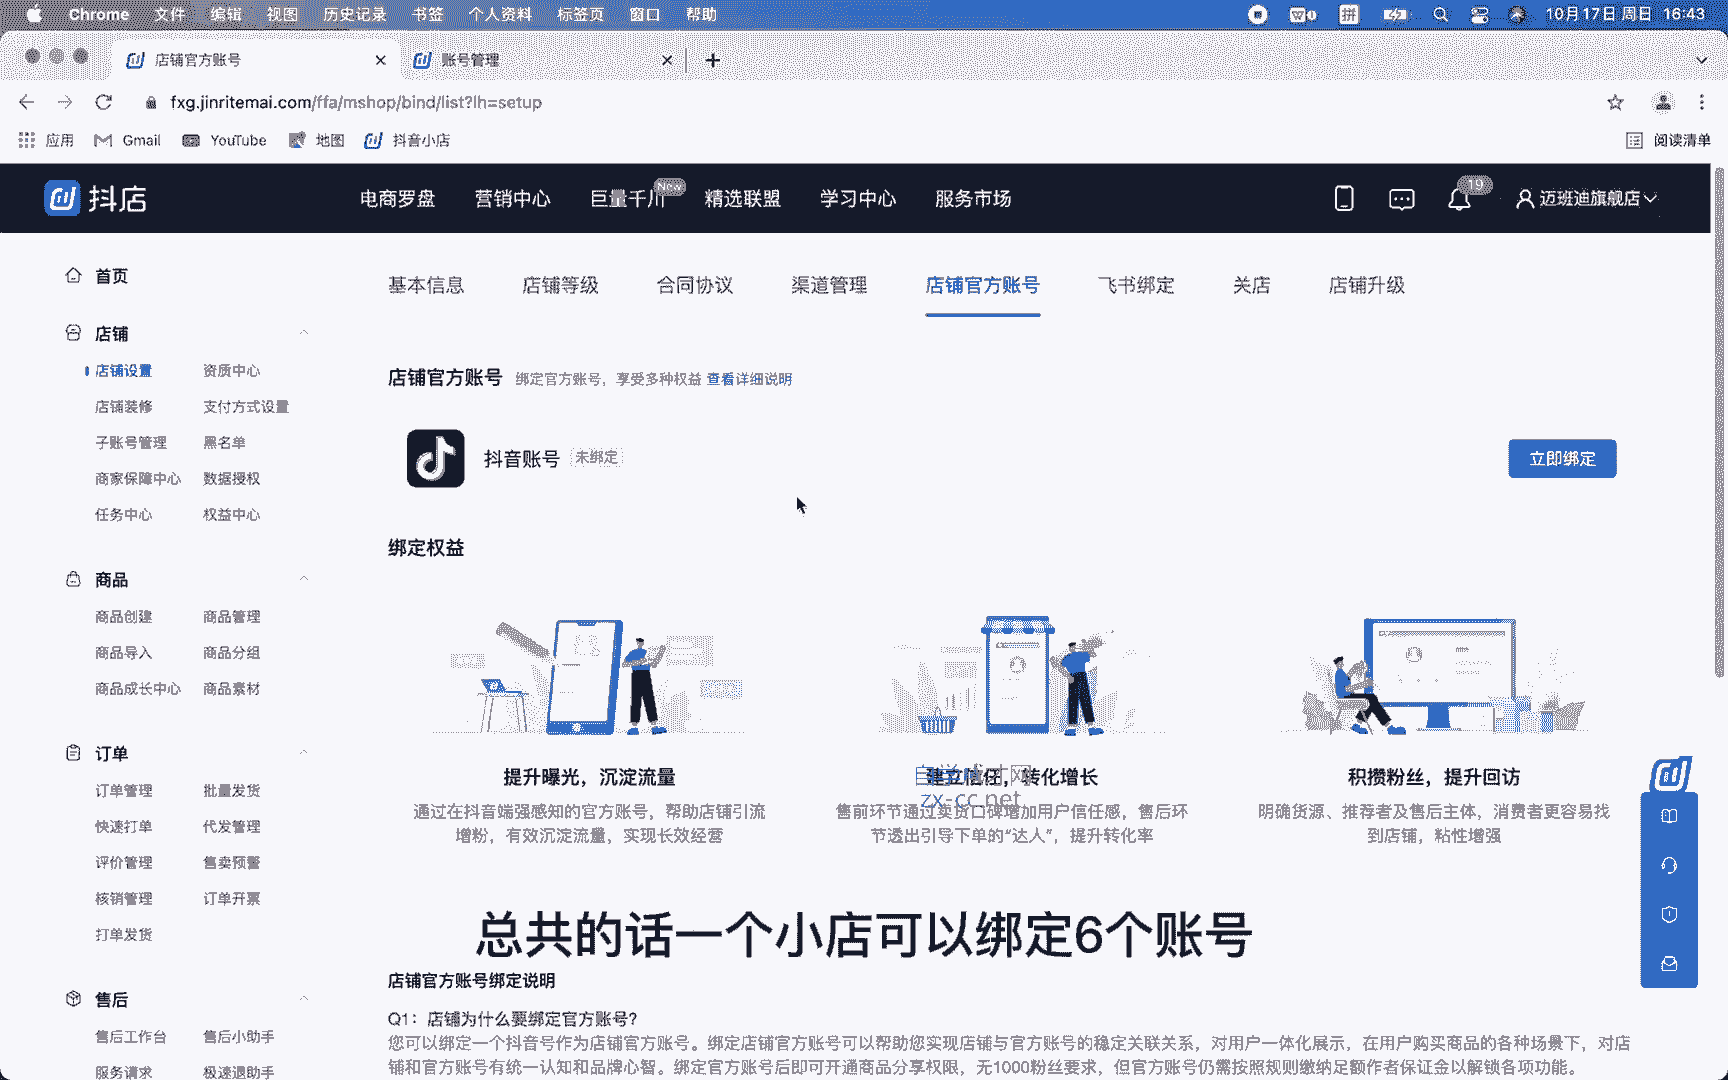 Chrome 文件 编辑 视图 历史记录 书签 个人资料 标签页 窗口 帮助 拼 10月17日 周日 16:43
店铺官方账号 账号管理
fxg.jinritemai.com/ffa/mshop/bind/list?lh=setup
应用 Gmail YouTube 地图 抖音小店 阅读清单
抖店 电商罗盘 营销中心 巨量千川 New 精选联盟 学习中心 服务市场 19 迈班迪旗舰店
首页
基本信息 店铺等级 合同协议 渠道管理 店铺官方账号 飞书绑定 关店 店铺升级
店铺
店铺设置 资质中心
店铺装修 支付方式设置
子账号管理 黑名单
商家保障中心 数据授权
任务中心 权益中心
店铺官方账号 绑定官方账号，享受多种权益 查看详细说明
抖音账号 未绑定 立即绑定
绑定权益
商品
商品创建 商品管理
商品导入 商品分组
商品成长中心 商品素材
订单
订单管理 批量发货
快速打单 代发管理
评价管理 售卖预警
核销管理 订单开票
打单发货
提升曝光，沉淀流量
通过在抖音端强感知的官方账号，帮助店铺引流
增粉，有效沉淀流量，实现长效经营
建立信任，转化增长
售前环节通过卖货口碑增加用户信任感，售后环
节透出引导下单的“达人”，提升转化率
自学成才网
zx-cc.net
积攒粉丝，提升回访
明确货源、推荐者及售后主体，消费者更容易找
到店铺，粘性增强
总共的话一个小店可以绑定6个账号
店铺官方账号绑定说明
Q1：店铺为什么要绑定官方账号?
您可以绑定一个抖音号作为店铺官方账号。绑定店铺官方账号可以帮助您实现店铺与官方账号的稳定关联关系，对用户一体化展示，在用户购买商品的各种场景下，对店
铺和官方账号有统一认知和品牌心智。绑定官方账号后即可开通商品分享权限，无1000粉丝要求，但官方账号仍需按照规则缴纳足额作者保证金以解锁各项功能。
售后
售后工作台 售后小助手
服务请求 极速退助手